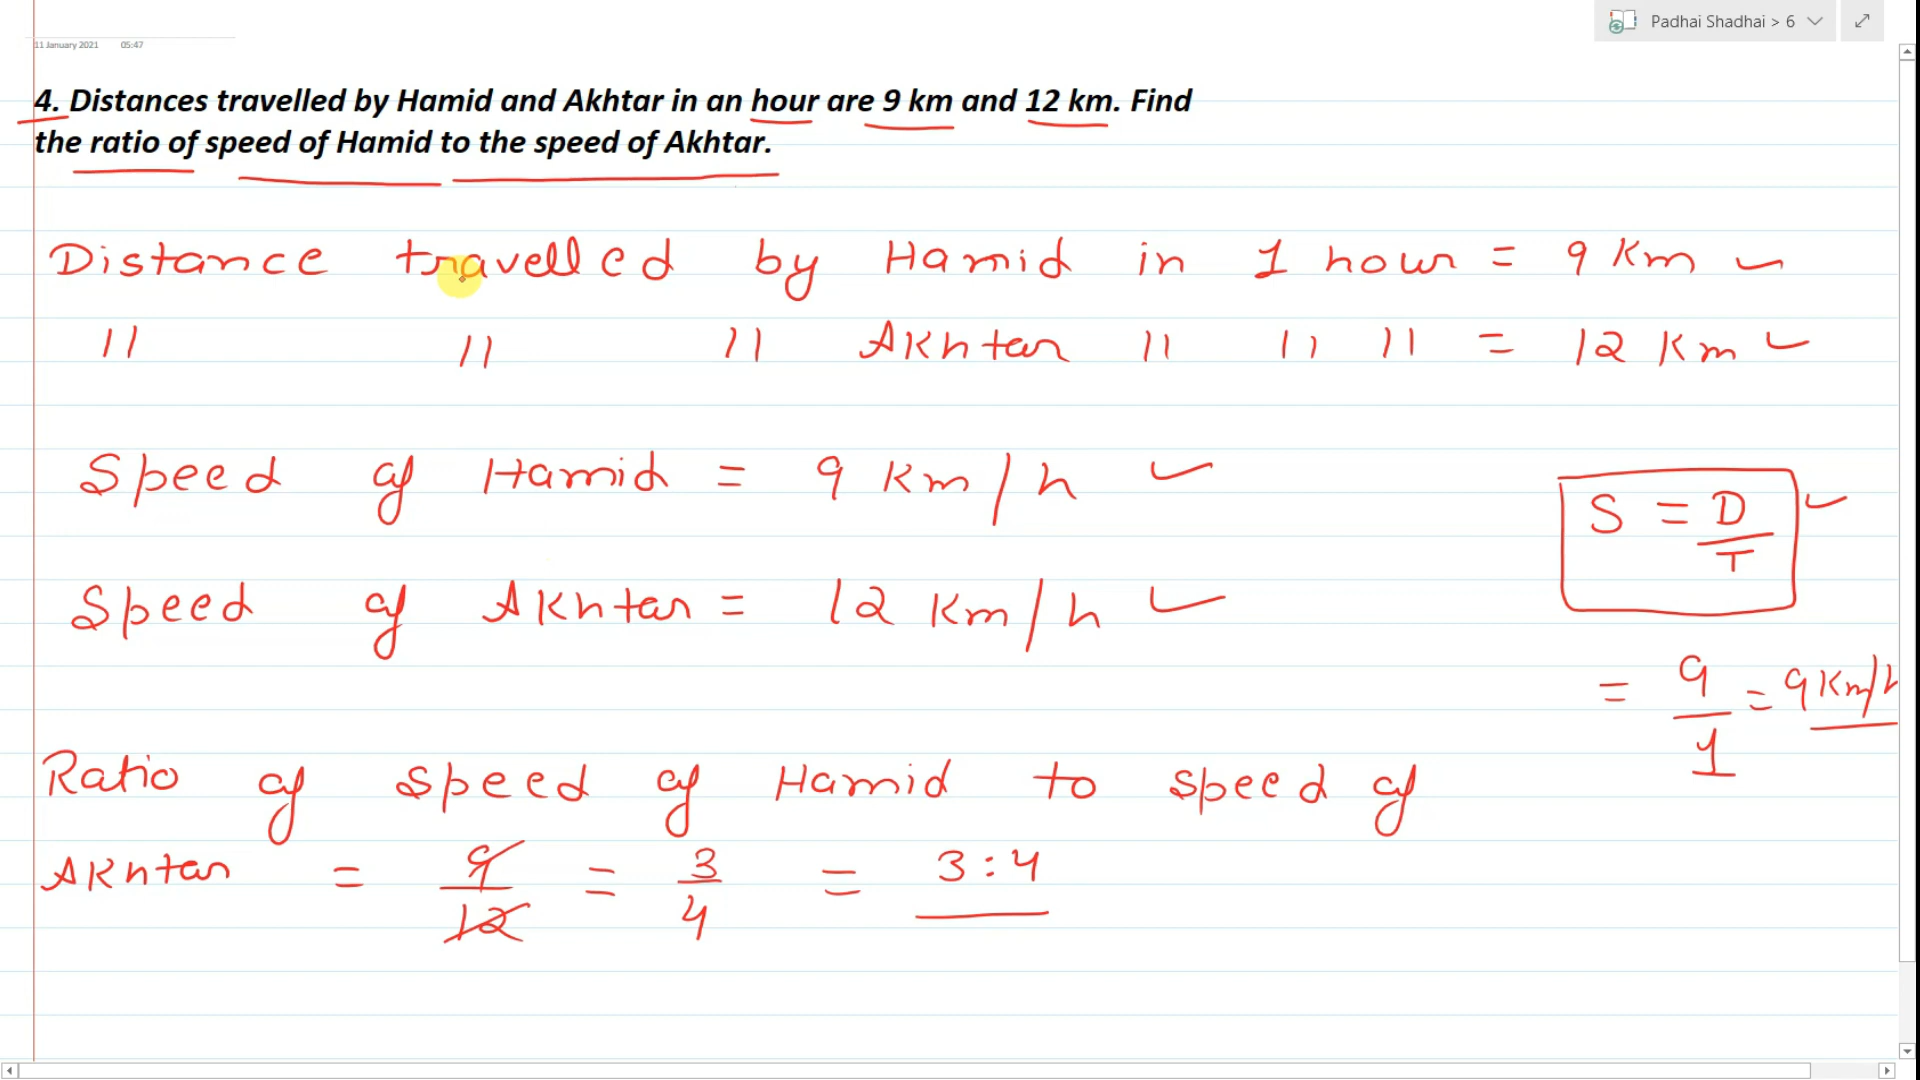 Padhai Shadhai > 6
11 January 2021 05:47
4. Distances travelled by Hamid and Akhtar in an hour are 9 km and 12 km. Find
the ratio of speed of Hamid to the speed of Akhtar.
Distance travelled by Hamid in 1 hour = 9 Km ✓
" " " Akhtar " " " = 12 Km ✓
Speed of Hamid = 9 Km/h ✓
S = D/T ✓
Speed of Akhtar = 12 Km/h ✓
= 9/1 = 9 Km/h
Ratio of speed of Hamid to speed of
Akhtar = 9/12 = 3/4 = 3:4